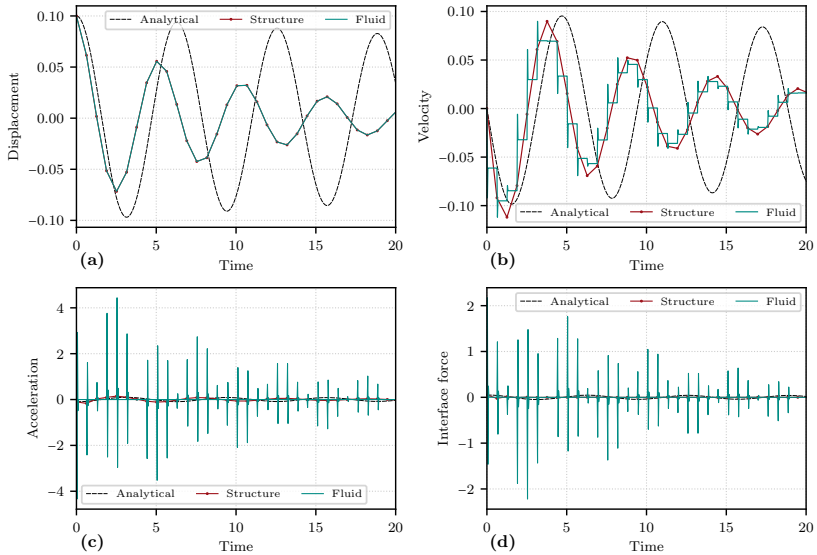 0.10
0.05
0.00
−0.05
−0.10
Displacement
Analytical Structure Fluid
0 5 10 15 20
Time
(a)
0.10
0.05
0.00
−0.05
−0.10
Velocity
Analytical Structure Fluid
0 5 10 15 20
Time
(b)
4
2
0
−2
−4
Acceleration
Analytical Structure Fluid
0 5 10 15 20
Time
(c)
2
1
0
−1
−2
Interface force
Analytical Structure Fluid
0 5 10 15 20
Time
(d)